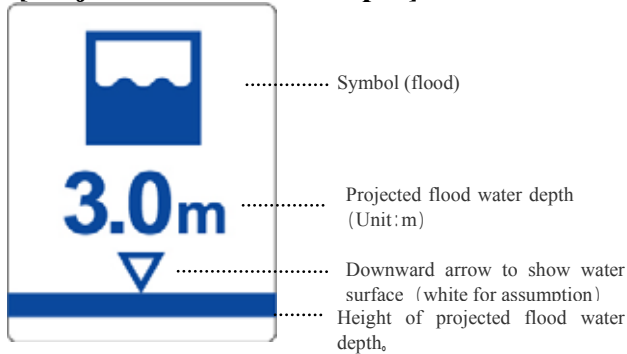 Symbol (flood)
3.0m
Projected flood water depth
(Unit:m)
Downward arrow to show water
surface (white for assumption)
Height of projected flood water
depth。